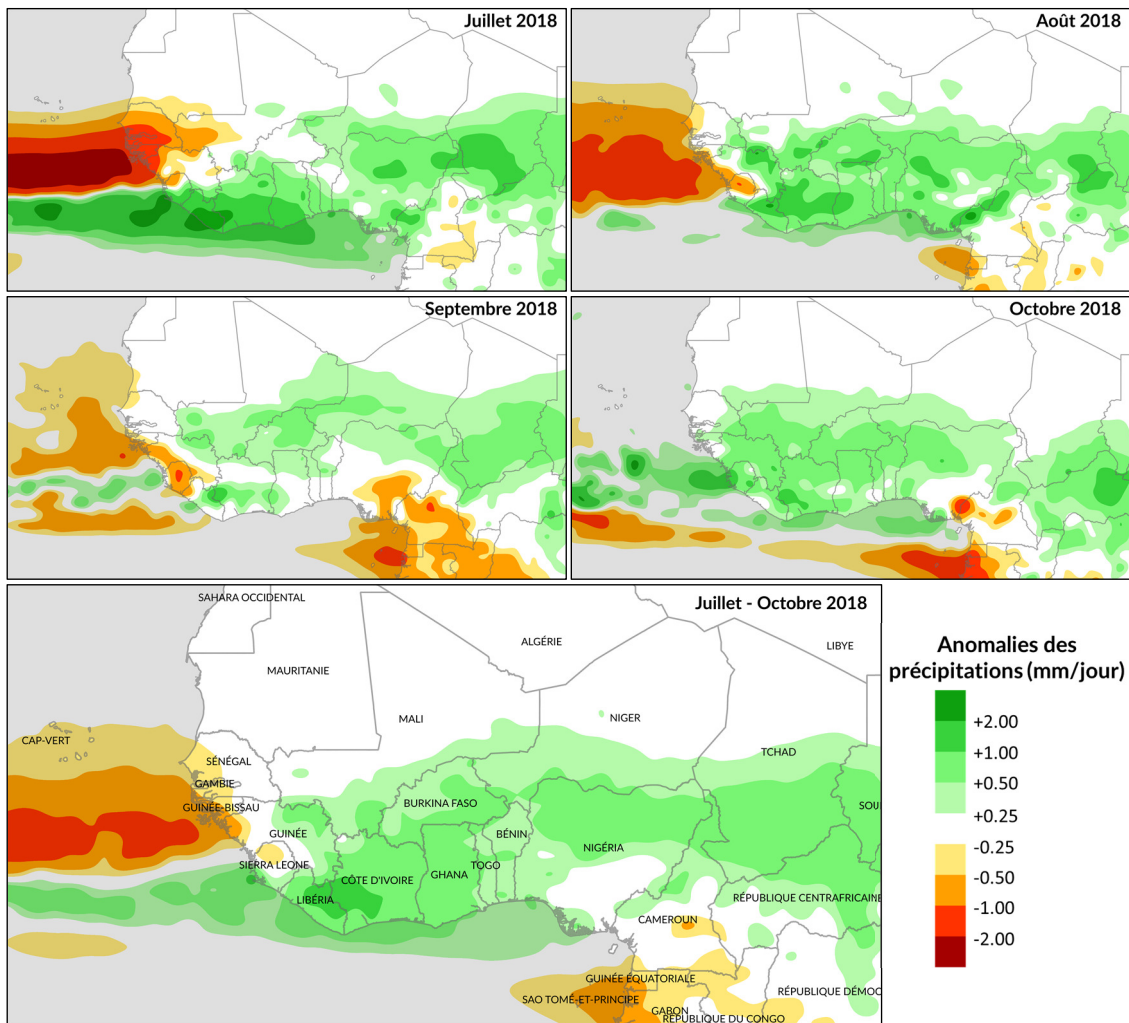 Juillet 2018
Août 2018
Septembre 2018
Octobre 2018
Juillet - Octobre 2018
SAHARA OCCIDENTAL
ALGÉRIE
LIBYE
MAURITANIE
MALI
NIGER
CAP-VERT
TCHAD
SÉNÉGAL
GAMBIE
GUINÉE-BISSAU
BURKINA FASO
SOU
GUINÉE
BÉNIN
NIGÉRIA
SIERRA LEONE
TOGO
CÔTE D'IVOIRE
GHANA
LIBÉRIA
RÉPUBLIQUE CENTRAFRICAINE
CAMEROUN
GUINÉE ÉQUATORIALE
SAO TOMÉ-ET-PRINCIPE
RÉPUBLIQUE DÉMOC
GABON
RÉPUBLIQUE DU CONGO
Anomalies des
précipitations (mm/jour)
+2.00
+1.00
+0.50
+0.25
-0.25
-0.50
-1.00
-2.00